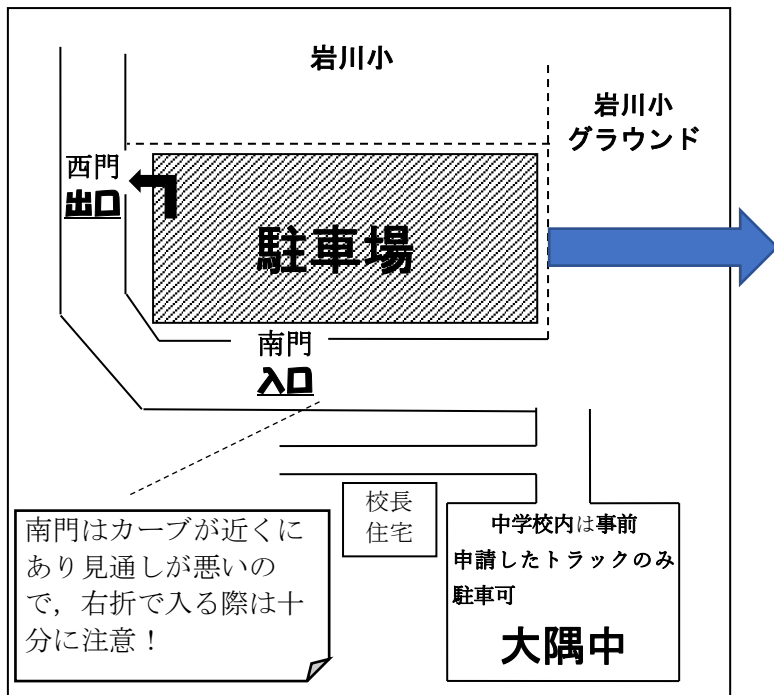 岩川小
岩川小
グラウンド
西門
出口
駐車場
南門
入口
南門はカーブが近くに
あり見通しが悪いの
で，右折で入る際は十
分に注意！
校長
住宅
中学校内は事前
申請したトラックのみ
駐車可
大隅中